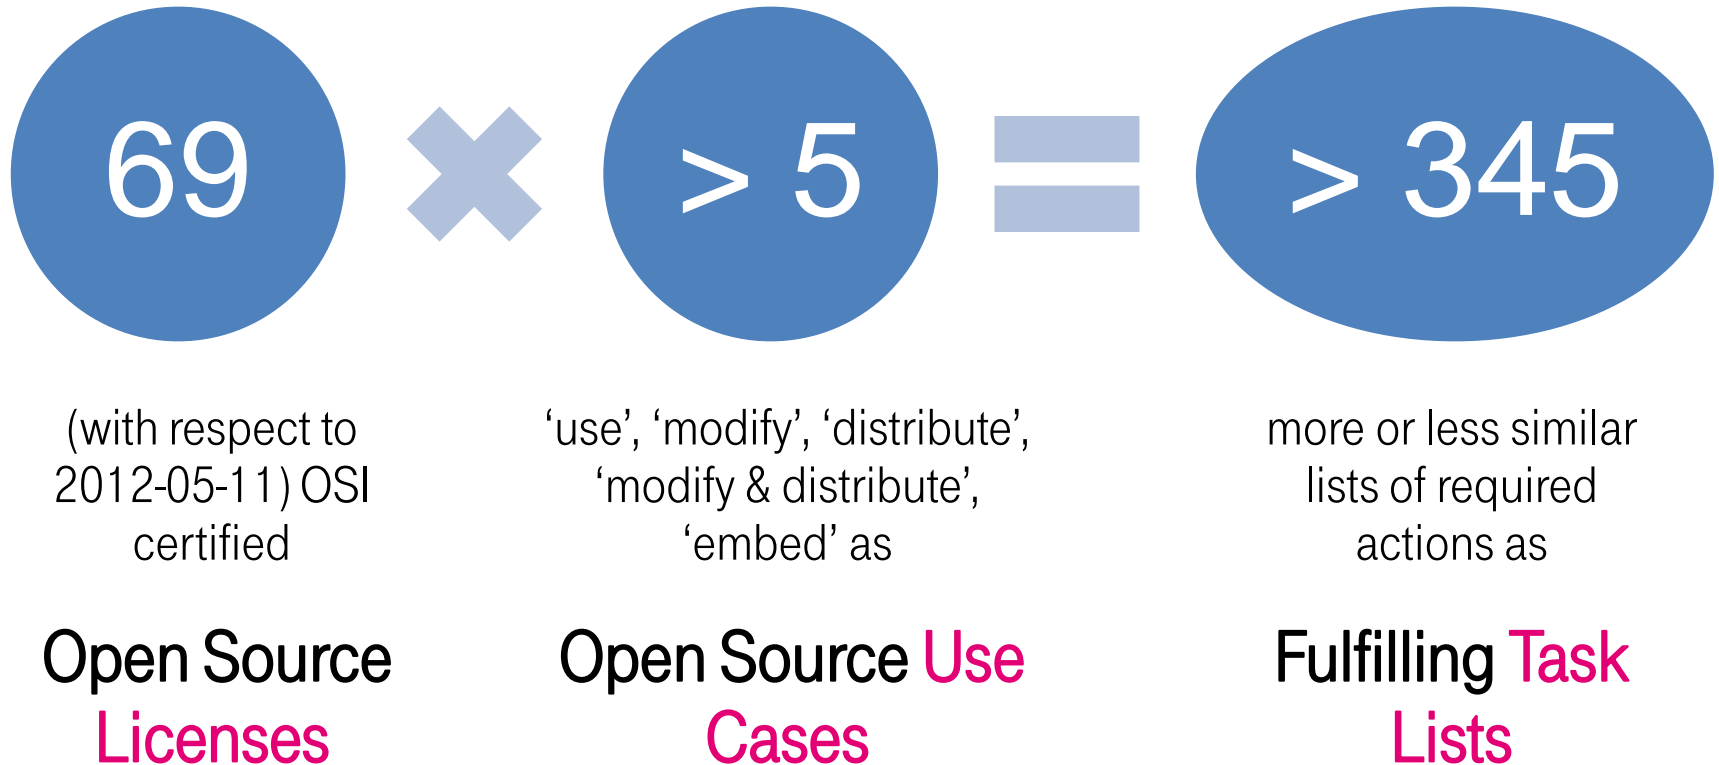 69
> 5
> 345
(with respect to
2012-05-11) OSI
certified
Open Source
Licenses
‘use’, ‘modify’, ‘distribute’,
‘modify & distribute’,
‘embed’ as
Open Source Use
Cases
more or less similar
lists of required
actions as
Fulfilling Task
Lists